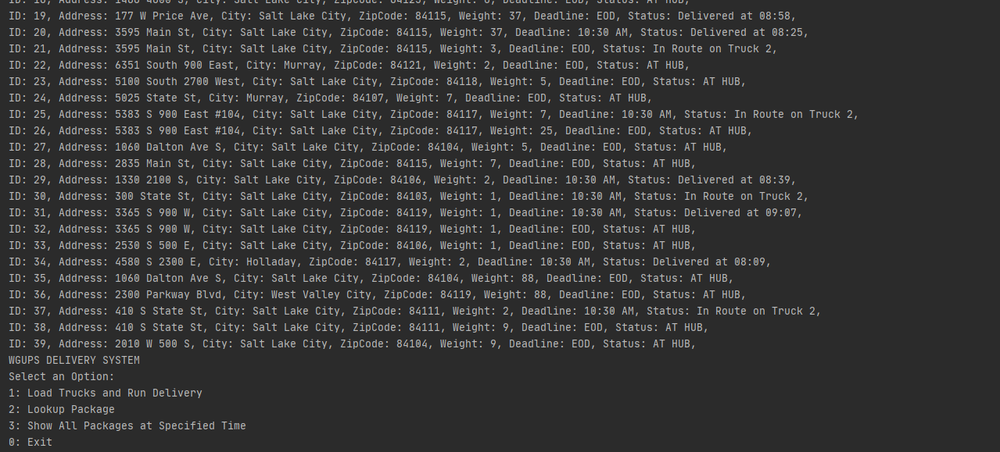 ID: 18, Address: 1488 4800 S, City: Salt Lake City, ZipCode: 84123, Weight: 6, Deadline: EOD, Status: AT HUB,
ID: 19, Address: 177 W Price Ave, City: Salt Lake City, ZipCode: 84115, Weight: 37, Deadline: EOD, Status: Delivered at 08:58,
ID: 20, Address: 3595 Main St, City: Salt Lake City, ZipCode: 84115, Weight: 37, Deadline: 10:30 AM, Status: Delivered at 08:25,
ID: 21, Address: 3595 Main St, City: Salt Lake City, ZipCode: 84115, Weight: 3, Deadline: EOD, Status: In Route on Truck 2,
ID: 22, Address: 6351 South 900 East, City: Murray, ZipCode: 84121, Weight: 2, Deadline: EOD, Status: AT HUB,
ID: 23, Address: 5100 South 2700 West, City: Salt Lake City, ZipCode: 84118, Weight: 5, Deadline: EOD, Status: AT HUB,
ID: 24, Address: 5025 State St, City: Murray, ZipCode: 84107, Weight: 7, Deadline: EOD, Status: AT HUB,
ID: 25, Address: 5383 S 900 East #104, City: Salt Lake City, ZipCode: 84117, Weight: 7, Deadline: 10:30 AM, Status: In Route on Truck 2,
ID: 26, Address: 5383 S 900 East #104, City: Salt Lake City, ZipCode: 84117, Weight: 25, Deadline: EOD, Status: AT HUB,
ID: 27, Address: 1060 Dalton Ave S, City: Salt Lake City, ZipCode: 84104, Weight: 5, Deadline: EOD, Status: AT HUB,
ID: 28, Address: 2835 Main St, City: Salt Lake City, ZipCode: 84115, Weight: 7, Deadline: EOD, Status: AT HUB,
ID: 29, Address: 1330 2100 S, City: Salt Lake City, ZipCode: 84106, Weight: 2, Deadline: 10:30 AM, Status: Delivered at 08:39,
ID: 30, Address: 300 State St, City: Salt Lake City, ZipCode: 84103, Weight: 1, Deadline: 10:30 AM, Status: In Route on Truck 2,
ID: 31, Address: 3365 S 900 W, City: Salt Lake City, ZipCode: 84119, Weight: 1, Deadline: 10:30 AM, Status: Delivered at 09:07,
ID: 32, Address: 3365 S 900 W, City: Salt Lake City, ZipCode: 84119, Weight: 1, Deadline: EOD, Status: AT HUB,
ID: 33, Address: 2530 S 500 E, City: Salt Lake City, ZipCode: 84106, Weight: 1, Deadline: EOD, Status: AT HUB,
ID: 34, Address: 4580 S 2300 E, City: Holladay, ZipCode: 84117, Weight: 2, Deadline: 10:30 AM, Status: Delivered at 08:09,
ID: 35, Address: 1060 Dalton Ave S, City: Salt Lake City, ZipCode: 84104, Weight: 88, Deadline: EOD, Status: AT HUB,
ID: 36, Address: 2300 Parkway Blvd, City: West Valley City, ZipCode: 84119, Weight: 88, Deadline: EOD, Status: AT HUB,
ID: 37, Address: 410 S State St, City: Salt Lake City, ZipCode: 84111, Weight: 2, Deadline: 10:30 AM, Status: In Route on Truck 2,
ID: 38, Address: 410 S State St, City: Salt Lake City, ZipCode: 84111, Weight: 9, Deadline: EOD, Status: AT HUB,
ID: 39, Address: 2010 W 500 S, City: Salt Lake City, ZipCode: 84104, Weight: 9, Deadline: EOD, Status: AT HUB,
WGUPS DELIVERY SYSTEM
Select an Option:
1: Load Trucks and Run Delivery
2: Lookup Package
3: Show All Packages at Specified Time
0: Exit